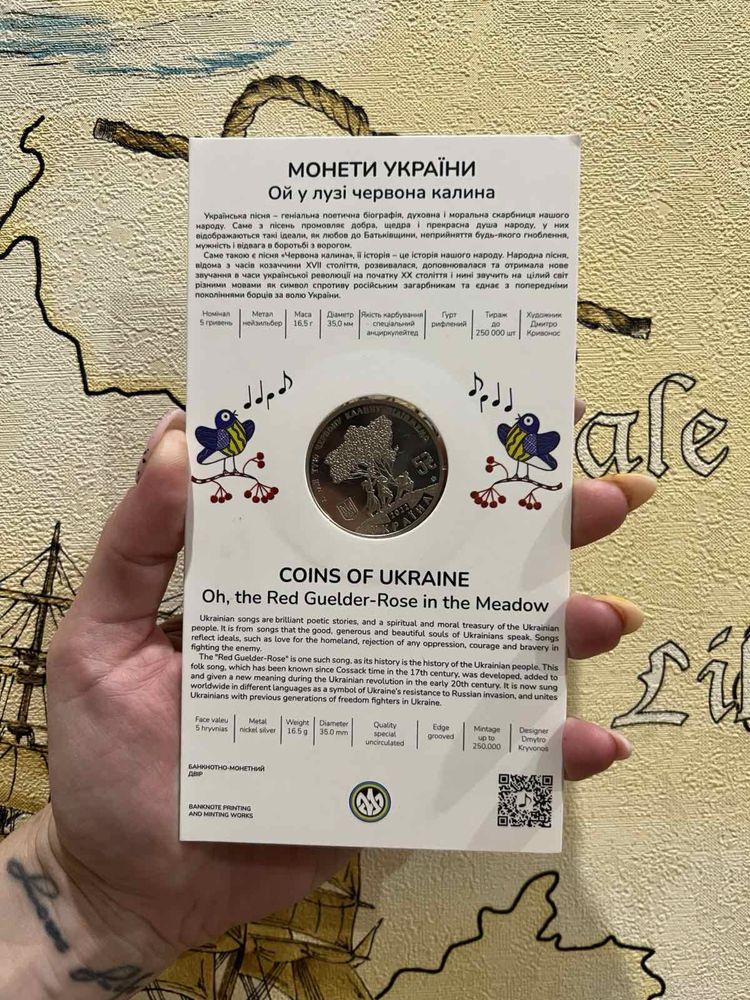 МОНЕТИ УКРАЇНИ
Ой у лузі червона калина
Українська пісня – геніальна поетична біографія, духовна і моральна скарбниця нашого
народу. Саме з пісень промовляє добра, щедра і прекрасна душа народу, у них
відображаються такі ідеали, як любов до Батьківщини, неприйняття будь-якого гноблення,
мужність і відвага в боротьбі з ворогом.
Саме такою є пісня «Червона калина», її історія – це історія нашого народу. Народна пісня,
відома з часів козаччини XVII століття, розвивалася, доповнювалася та отримала нове
звучання в часи української революції на початку XX століття і нині звучить на цілий світ
різними мовами як символ спротиву російським загарбникам та єднає з попередніми
поколіннями борців за волю України.
Номінал Метал Маса Діаметр Якість карбування Гурт Тираж Художник
5 гривень нейзильбер 16,5 г 35,0 мм спеціальний рифлений до Дмитро
анциркулейтед 250 000 шт Кривонос
ТУЮ ЧЕРВОНУ КАЛИНУ ПІДІЙМЕМО
5
2022
УКРАЇНА
COINS OF UKRAINE
Oh, the Red Guelder-Rose in the Meadow
Ukrainian songs are brilliant poetic stories, and a spiritual and moral treasury of the Ukrainian
people. It is from songs that the good, generous and beautiful souls of Ukrainians speak. Songs
reflect ideals, such as love for the homeland, rejection of any oppression, courage and bravery in
fighting the enemy.
The "Red Guelder-Rose" is one such song, as its history is the history of the Ukrainian people. This
folk song, which has been known since Cossack time in the 17th century, was developed, added to
and given a new meaning during the Ukrainian revolution in the early 20th century. It is now sung
worldwide in different languages as a symbol of Ukraine's resistance to Russian invasion, and unites
Ukrainians with previous generations of freedom fighters in Ukraine.
Face valeu Metal Weight Diameter Quality Edge Mintage Designer
5 hryvnias nickel silver 16.5 g 35.0 mm special grooved up to Dmytro
uncirculated 250.000 Kryvonos
БАНКНОТНО-МОНЕТНИЙ
ДВІР
BANKNOTE PRINTING
AND MINTING WORKS
ale